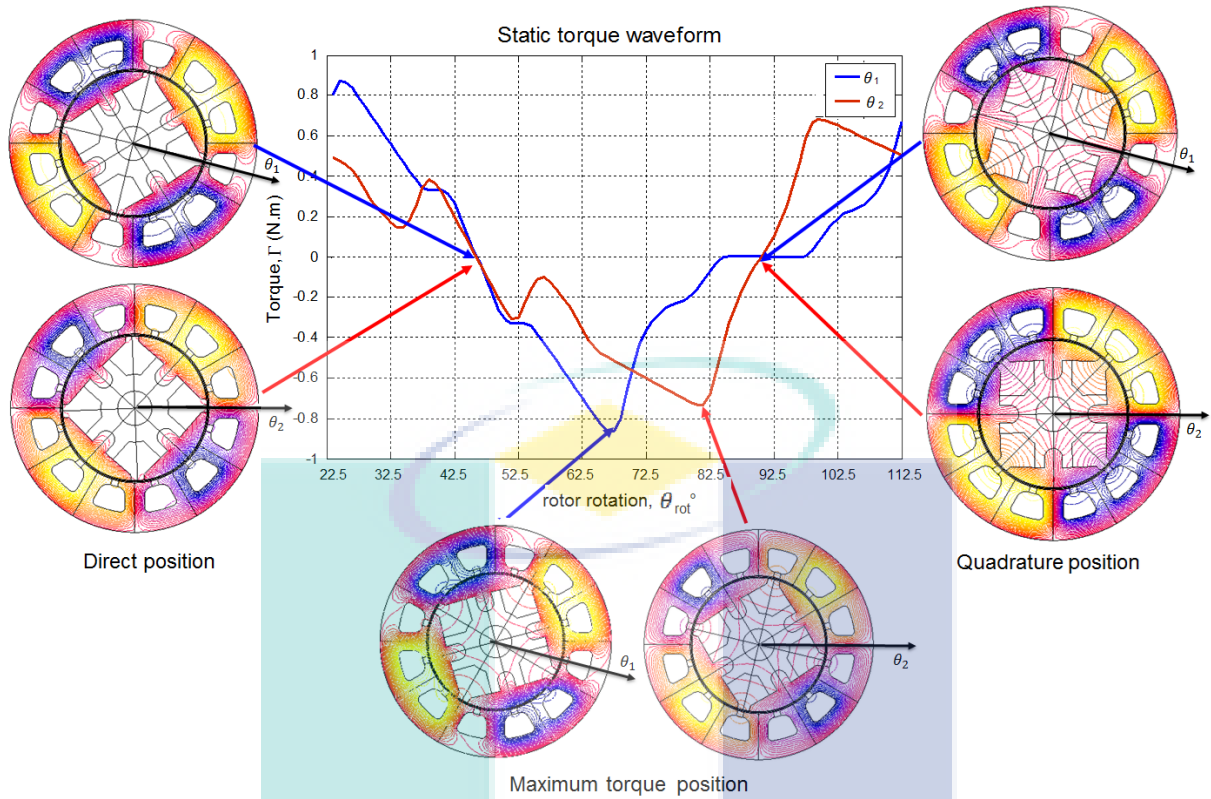 Static torque waveform
θ1
θ2
Torque, Γ (N.m)
1
0.8
0.6
0.4
0.2
0
-0.2
-0.4
-0.6
-0.8
-1
22.5 32.5 42.5 52.5 62.5 72.5 82.5 92.5 102.5 112.5
rotor rotation, θrot°
θ1
θ2
Direct position
θ1
θ2
Quadrature position
θ1
θ2
Maximum torque position